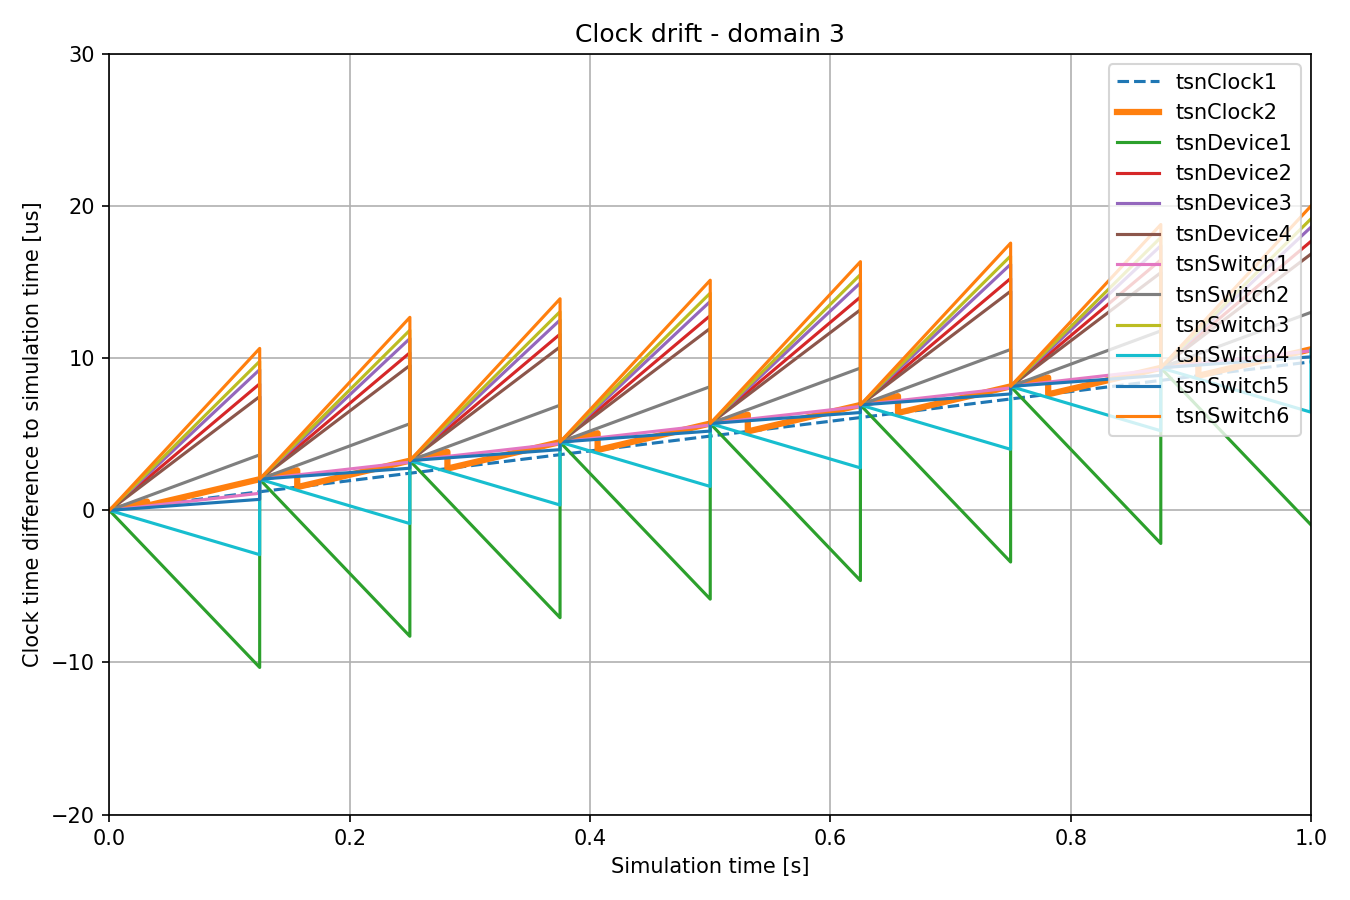 Clock drift - domain 3
Clock time difference to simulation time [us]
30
20
10
0
−10
−20
0.0 0.2 0.4 0.6 0.8 1.0
Simulation time [s]
tsnClock1
tsnClock2
tsnDevice1
tsnDevice2
tsnDevice3
tsnDevice4
tsnSwitch1
tsnSwitch2
tsnSwitch3
tsnSwitch4
tsnSwitch5
tsnSwitch6